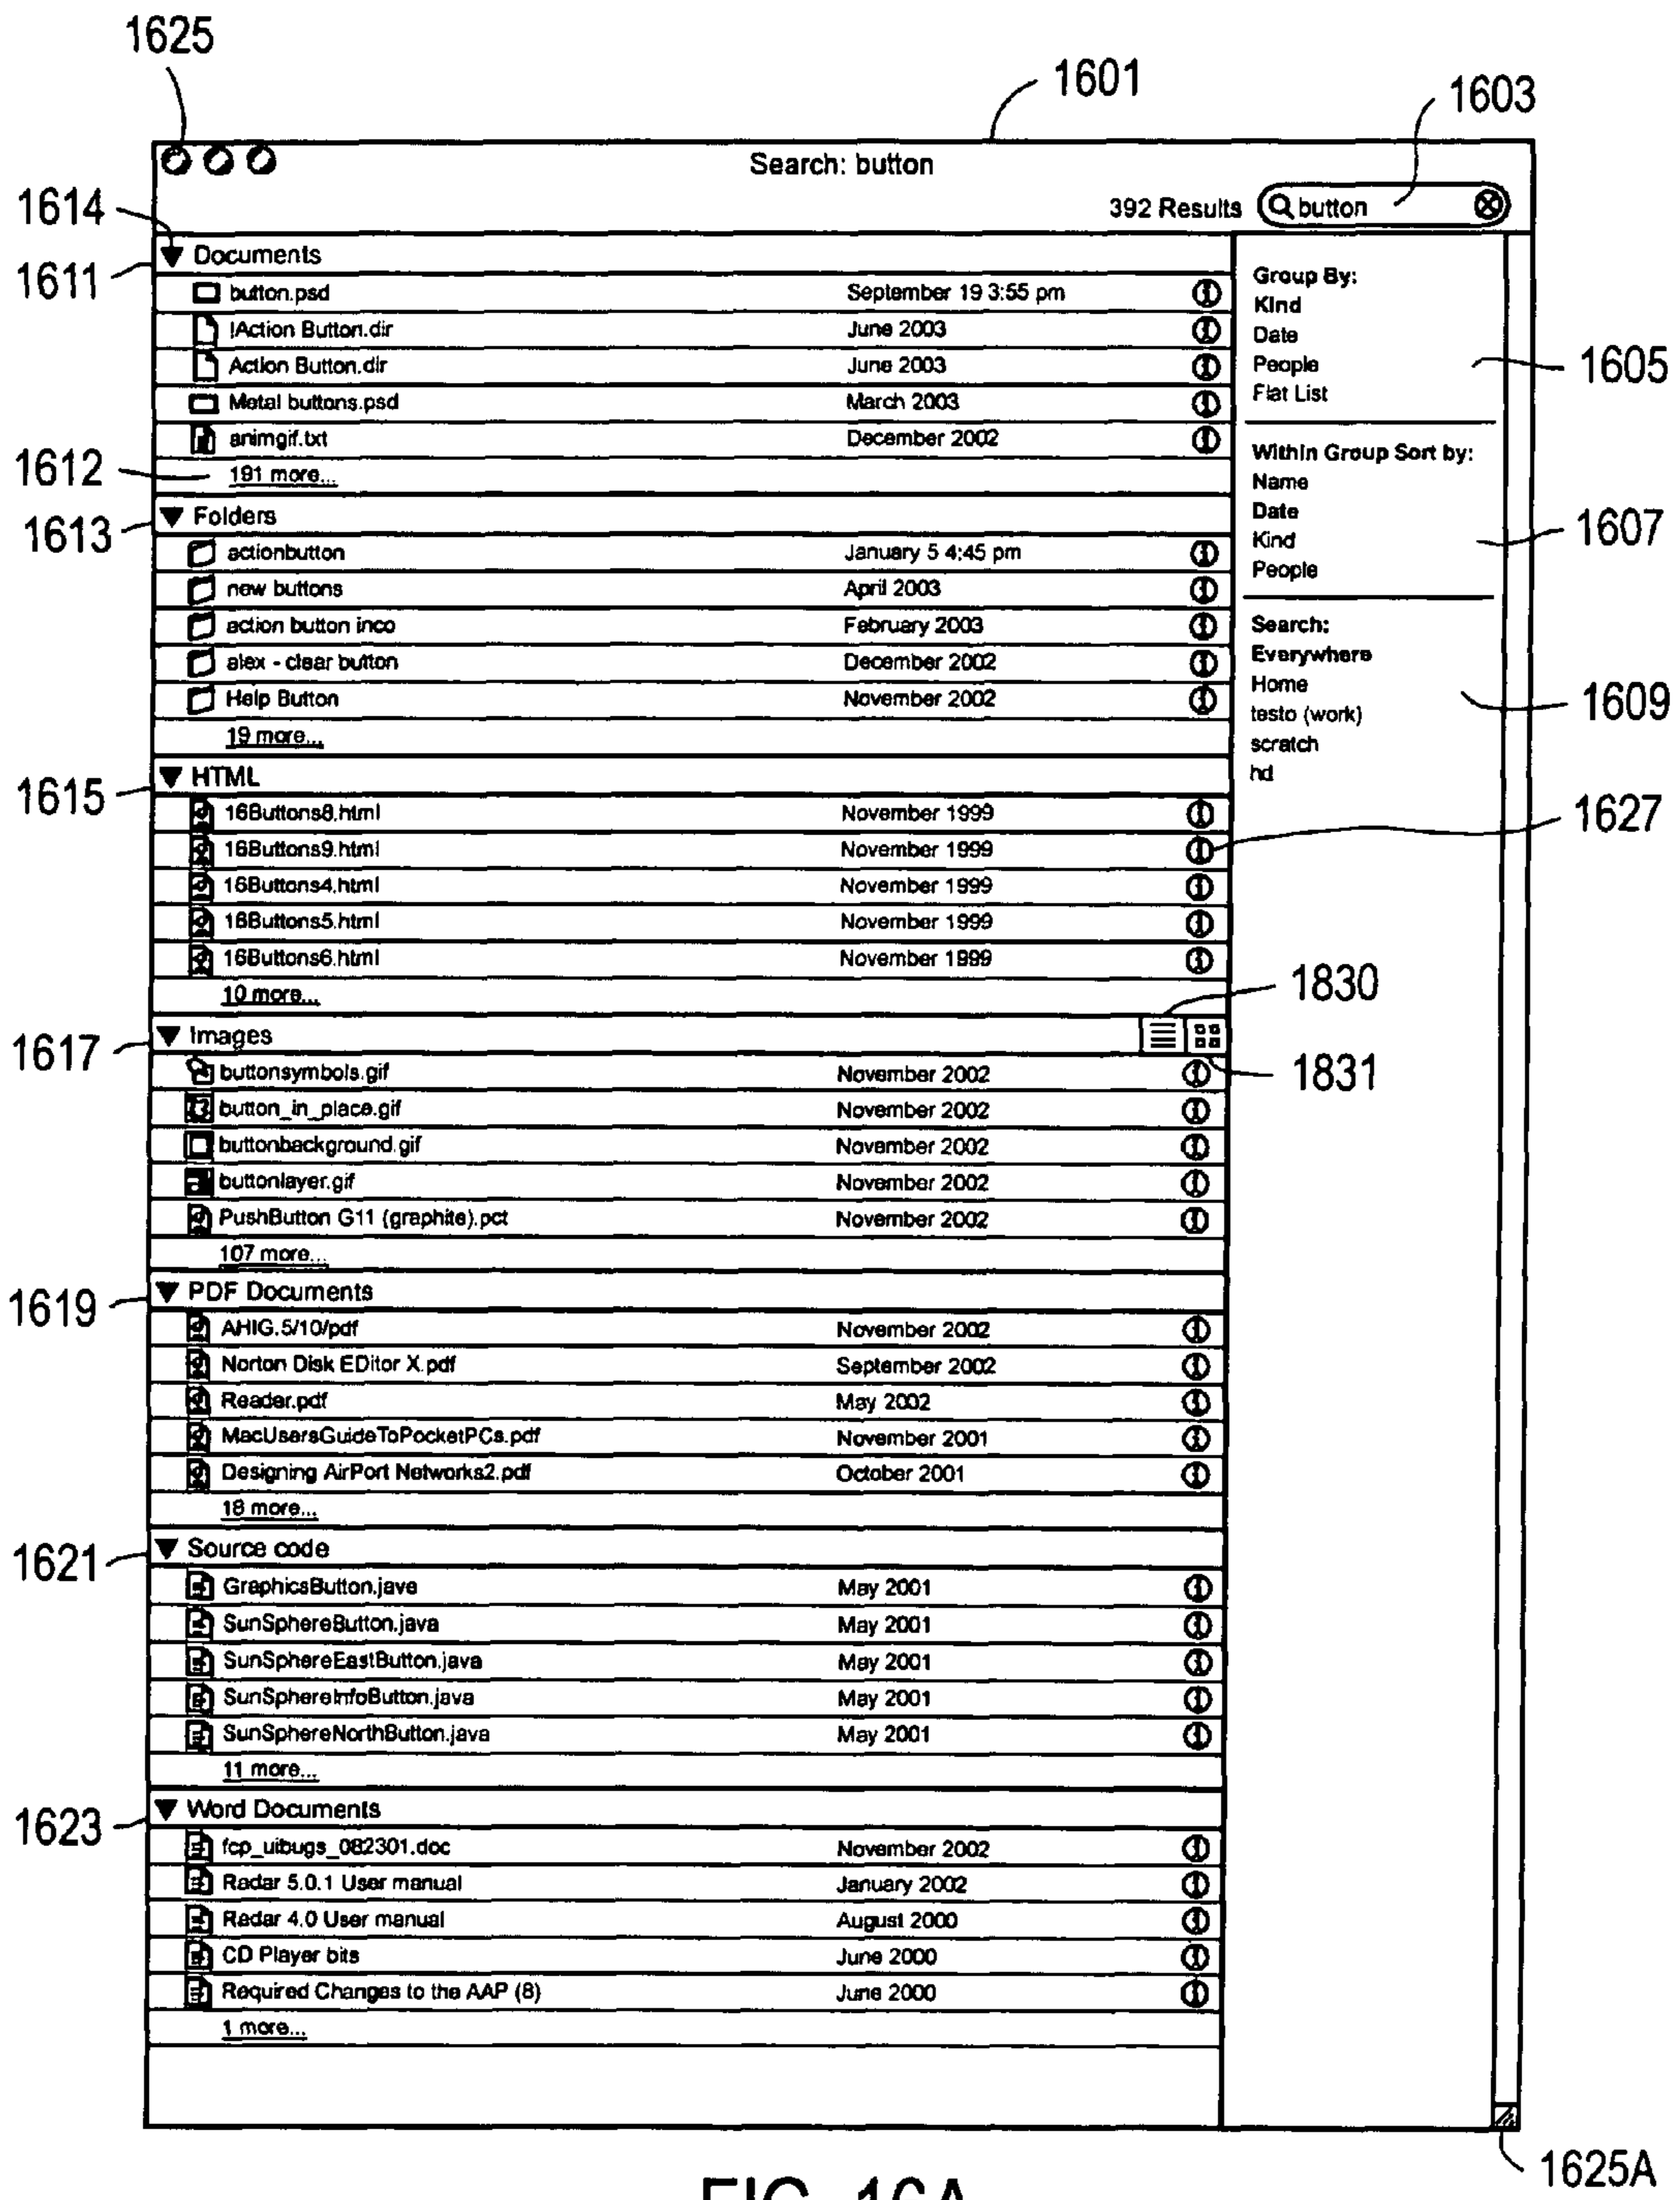 1625
1601
1603
Search: button
392 Results button
1614
1611
Documents
button.psd September 19 3:55 pm
!Action Button.dir June 2003
Action Button.dir June 2003
Metal buttons.psd March 2003
animgif.txt December 2002
1612
191 more...
Group By:
Kind
Date
People
Flat List
1605
Within Group Sort by:
Name
Date
Kind
People
1607
Search:
Everywhere
Home
testo (work)
scratch
hd
1609
1613
Folders
actionbutton January 5 4:45 pm
new buttons April 2003
action button inco February 2003
alex - clear button December 2002
Help Button November 2002
19 more...
1615
HTML
16Buttons8.html November 1999
16Buttons9.html November 1999
16Buttons4.html November 1999
16Buttons5.html November 1999
16Buttons6.html November 1999
10 more...
1627
1830
1831
1617
Images
buttonsymbols.gif November 2002
button_in_place.gif November 2002
buttonbackground.gif November 2002
buttonlayer.gif November 2002
PushButton G11 (graphite).pct November 2002
107 more...
1619
PDF Documents
AHIG.5/10/pdf November 2002
Norton Disk EDitor X.pdf September 2002
Reader.pdf May 2002
MacUsersGuideToPocketPCs.pdf November 2001
Designing AirPort Networks2.pdf October 2001
18 more...
1621
Source code
GraphicsButton.jave May 2001
SunSphereButton.java May 2001
SunSphereEastButton.java May 2001
SunSphereInfoButton.java May 2001
SunSphereNorthButton.java May 2001
11 more...
1623
Word Documents
fcp_uibugs_082301.doc November 2002
Radar 5.0.1 User manual January 2002
Radar 4.0 User manual August 2000
CD Player bits June 2000
Required Changes to the AAP (8) June 2000
1 more...
1625A
FIG. 16A